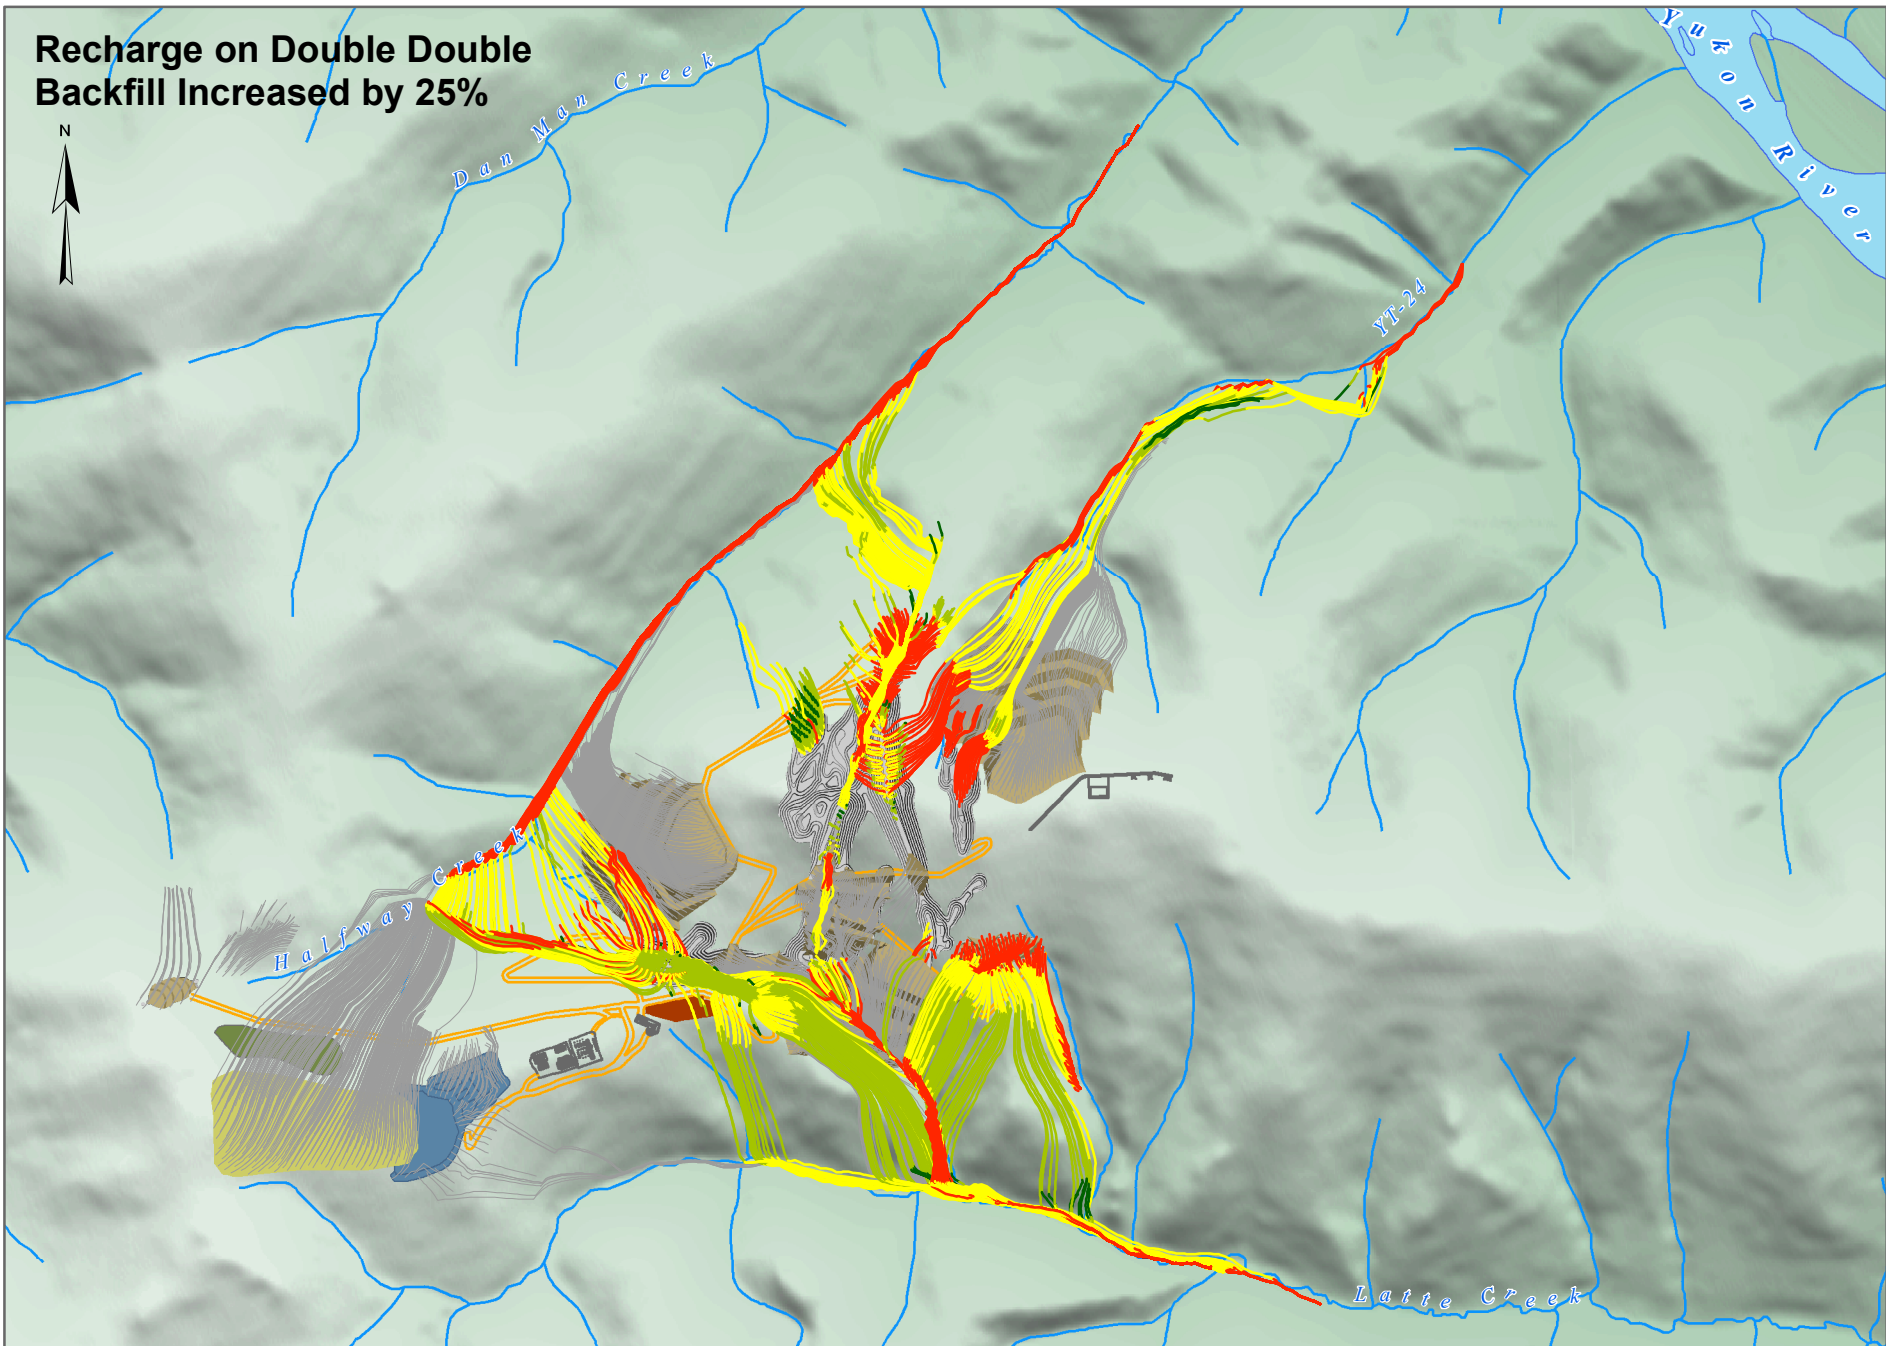 Recharge on Double Double
Backfill Increased by 25%
N
Dan Man Creek
Yukon River
YT-24
Halfway Creek
Latte Creek